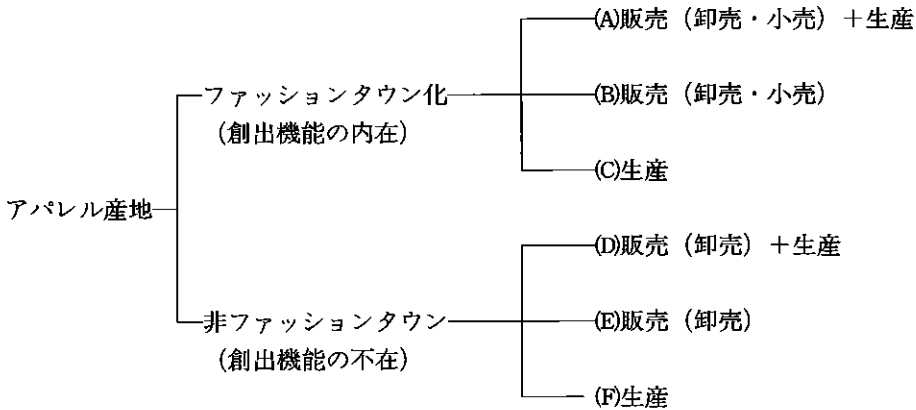 (A)販売（卸売・小売）＋生産
ファッションタウン化
（創出機能の内在）
(B)販売（卸売・小売）
(C)生産
アパレル産地
(D)販売（卸売）＋生産
非ファッションタウン
（創出機能の不在）
(E)販売（卸売）
(F)生産